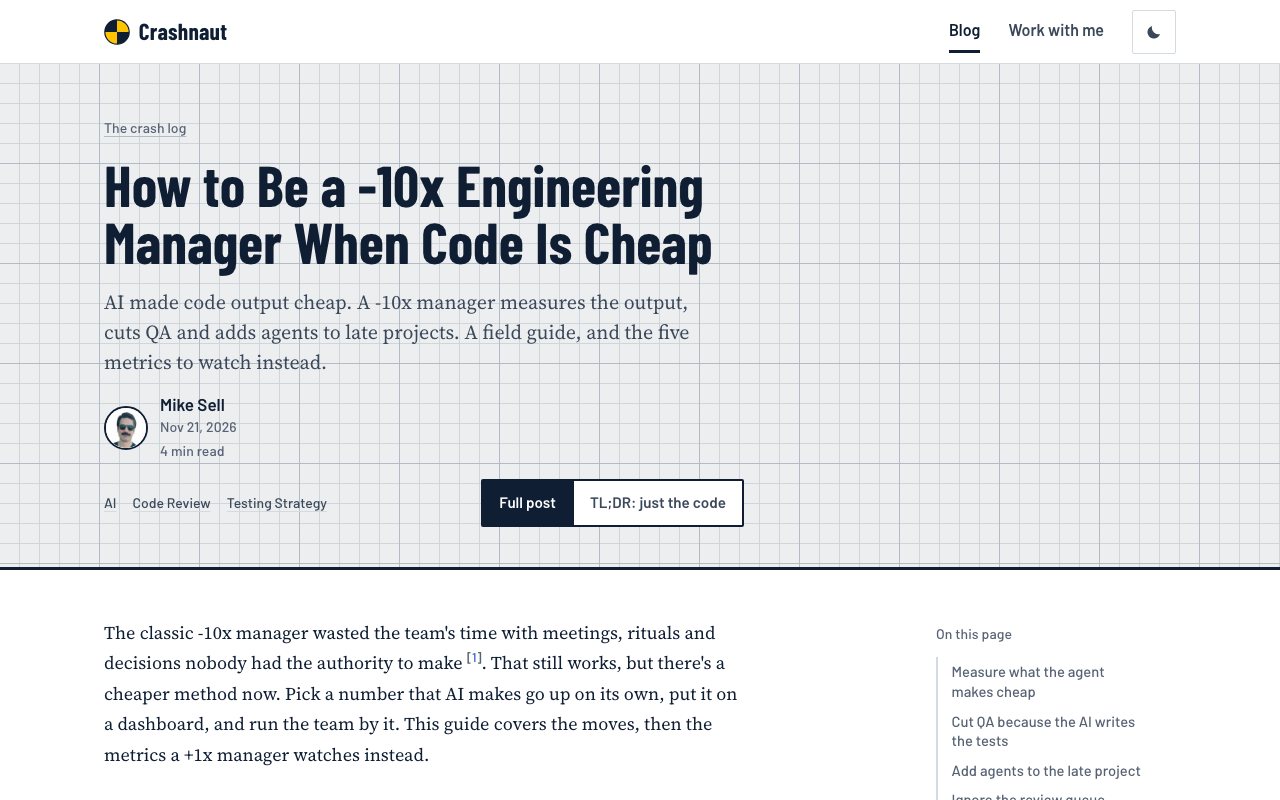 Crashnaut
Blog
Work with me
The crash log
How to Be a -10x Engineering
Manager When Code Is Cheap
AI made code output cheap. A -10x manager measures the output,
cuts QA and adds agents to late projects. A field guide, and the five
metrics to watch instead.
Mike Sell
Nov 21, 2026
4 min read
AI
Code Review
Testing Strategy
Full post
TL;DR: just the code
The classic -10x manager wasted the team's time with meetings, rituals and
decisions nobody had the authority to make [1]. That still works, but there's a
cheaper method now. Pick a number that AI makes go up on its own, put it on
a dashboard, and run the team by it. This guide covers the moves, then the
metrics a +1x manager watches instead.
On this page
Measure what the agent
makes cheap
Cut QA because the AI writes
the tests
Add agents to the late project
Ignore the review queue